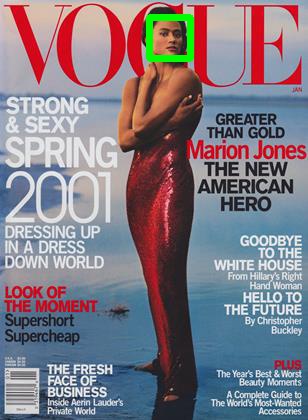 VOGUE
JAN
STRONG
& SEXY
SPRING
2001
DRESSING UP
IN A DRESS
DOWN WORLD
GREATER
THAN GOLD
Marion Jones
THE NEW
AMERICAN
HERO
GOODBYE
TO THE
WHITE HOUSE
From Hillary's Right
Hand Woman
HELLO TO
THE FUTURE
By Christopher
Buckley
LOOK OF
THE MOMENT
Supershort
Supercheap
THE FRESH
FACE OF
BUSINESS
Inside Aerin Lauder's
Private World
PLUS
The Year's Best & Worst
Beauty Moments
A Complete Guide to
The World's Most-Wanted
Accessories